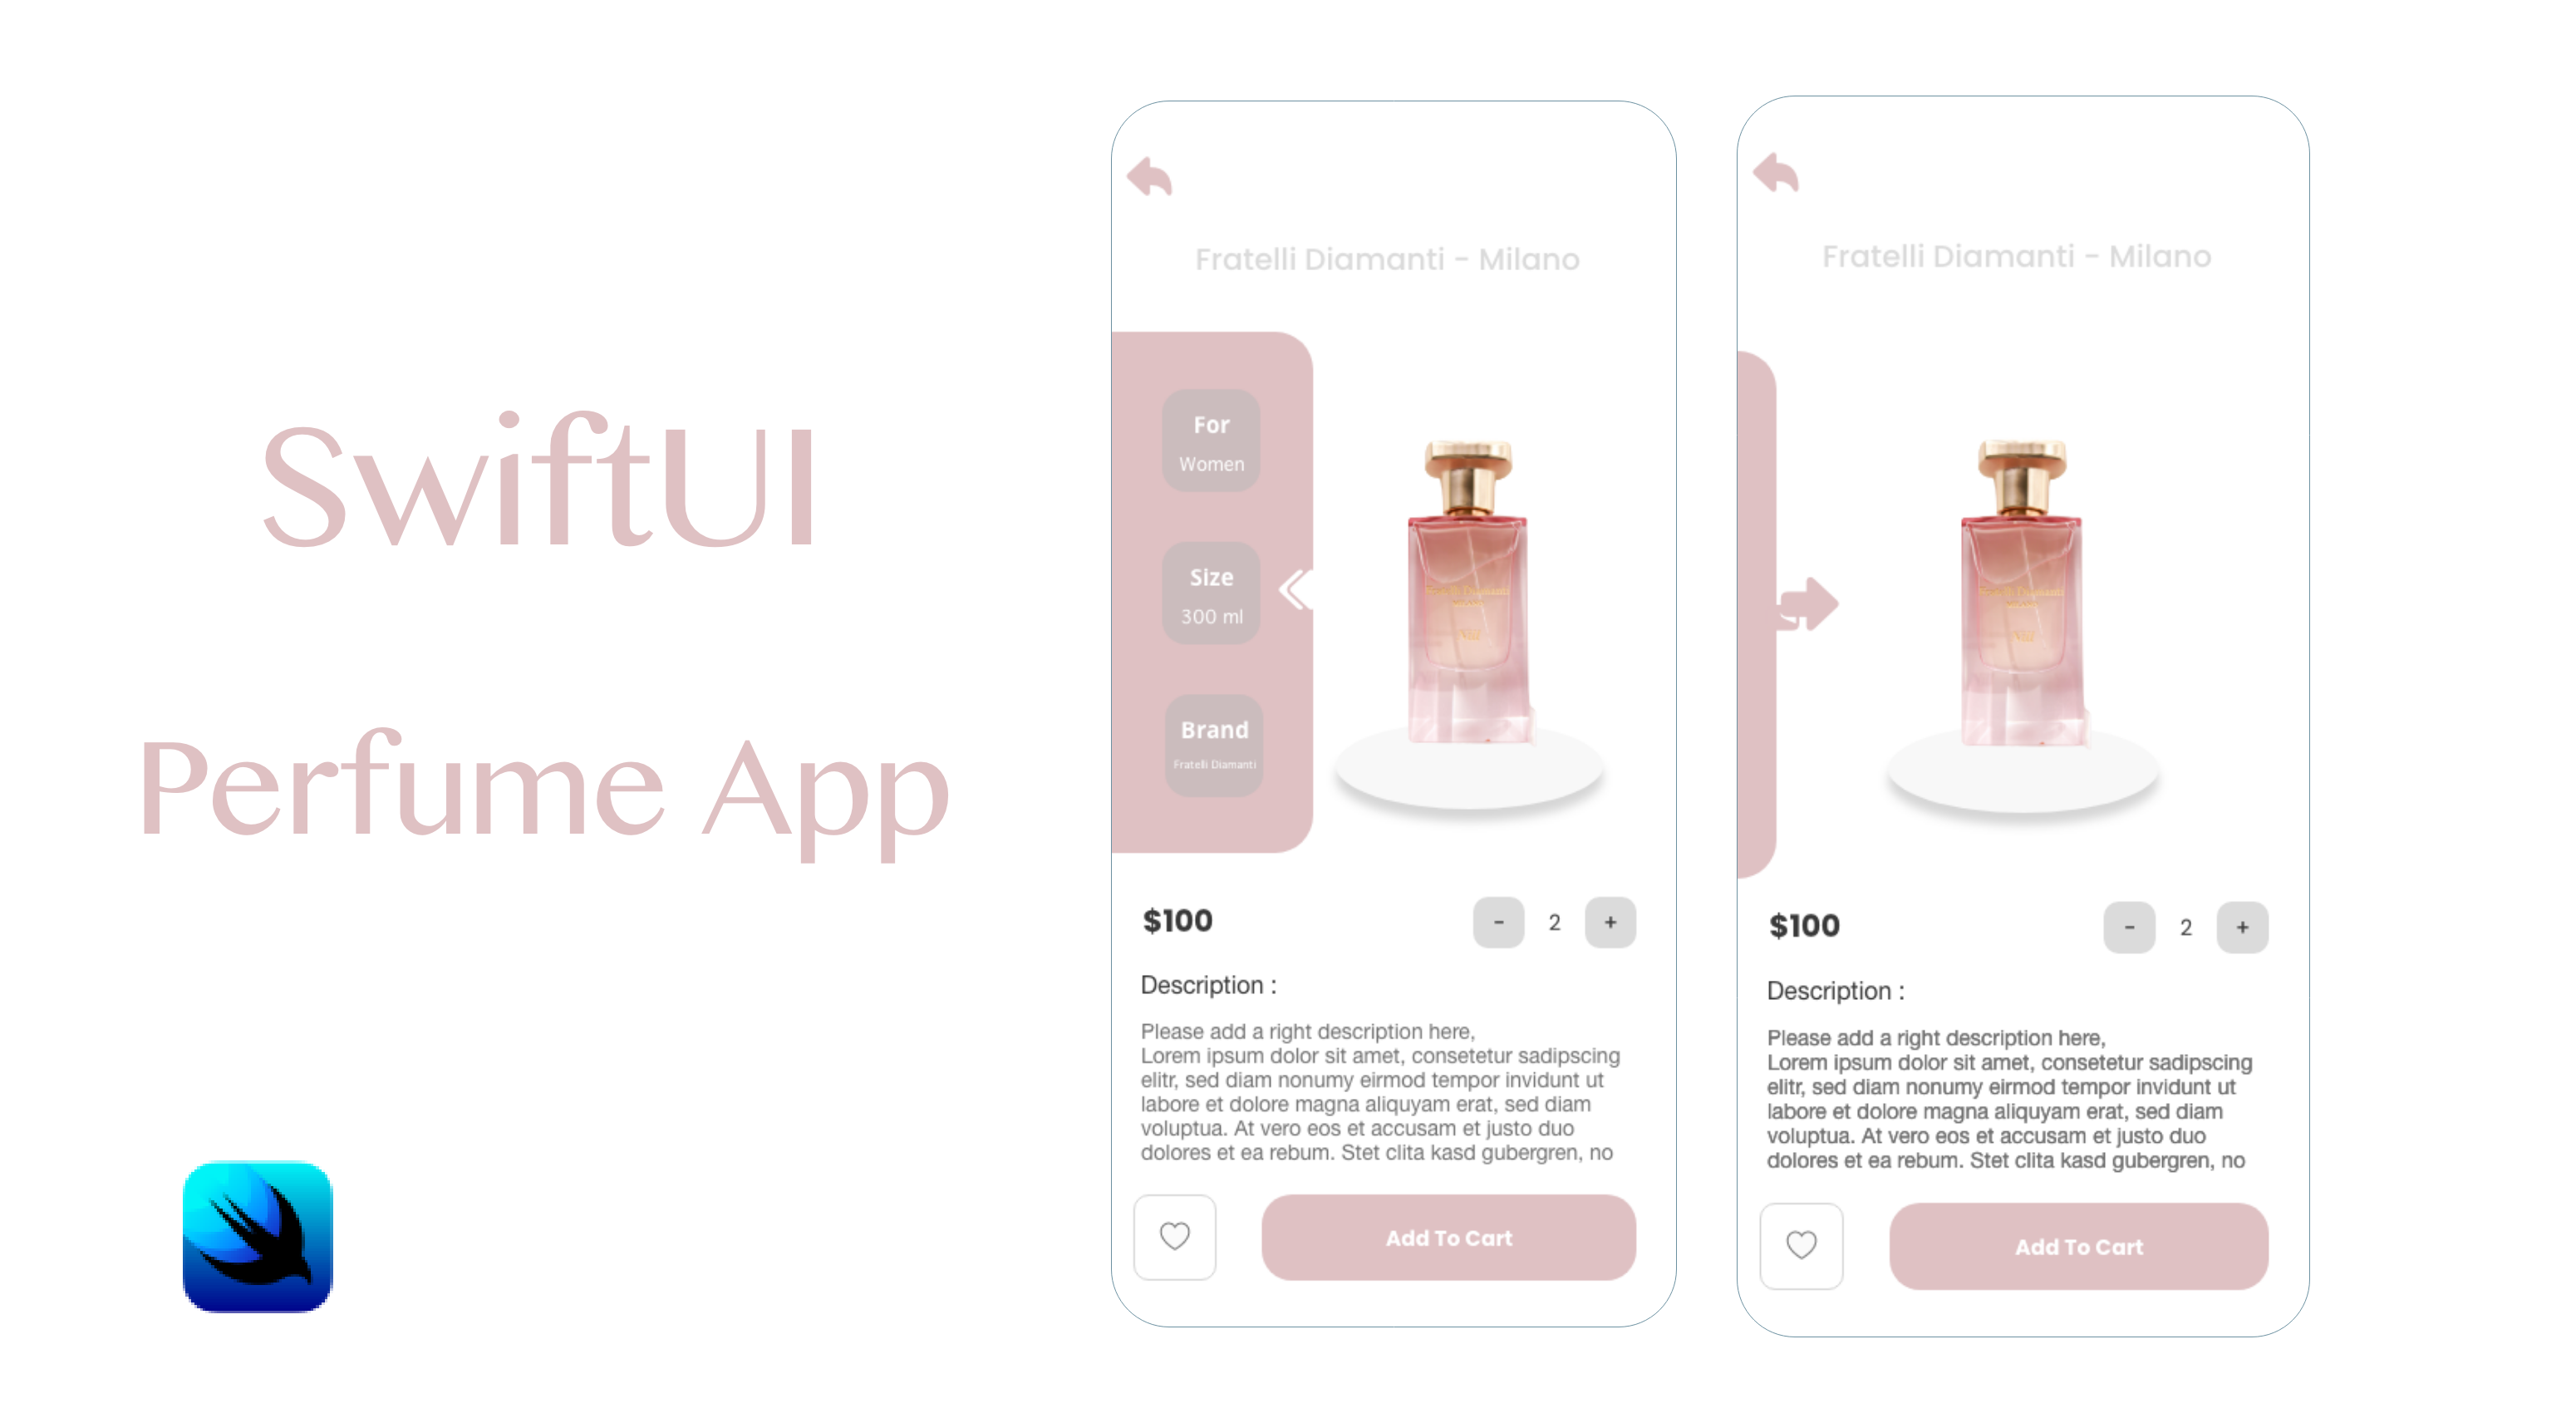 SwiftUI
Perfume App
Fratelli Diamanti - Milano
For
Women
Size
300 ml
Brand
Fratelli Diamanti
$100
- 2 +
Description :
Please add a right description here,
Lorem ipsum dolor sit amet, consetetur sadipscing
elitr, sed diam nonumy eirmod tempor invidunt ut
labore et dolore magna aliquyam erat, sed diam
voluptua. At vero eos et accusam et justo duo
dolores et ea rebum. Stet clita kasd gubergren, no
Add To Cart
Fratelli Diamanti - Milano
$100
- 2 +
Description :
Please add a right description here,
Lorem ipsum dolor sit amet, consetetur sadipscing
elitr, sed diam nonumy eirmod tempor invidunt ut
labore et dolore magna aliquyam erat, sed diam
voluptua. At vero eos et accusam et justo duo
dolores et ea rebum. Stet clita kasd gubergren, no
Add To Cart